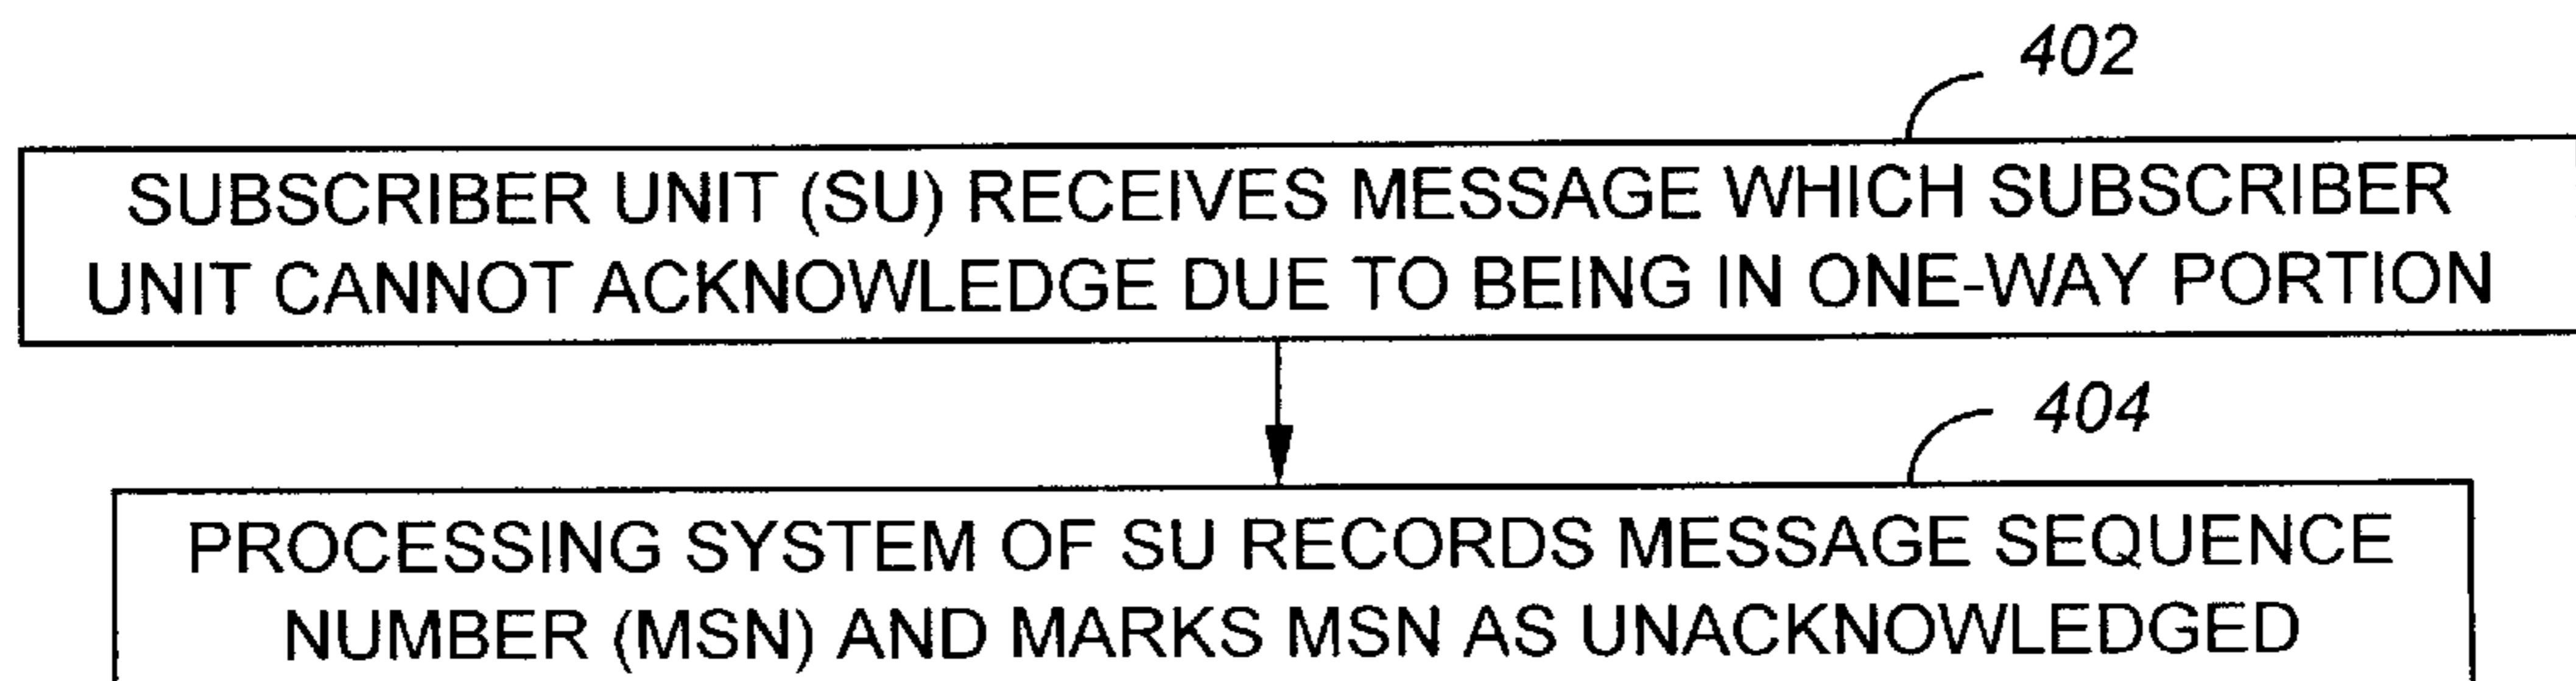 402
SUBSCRIBER UNIT (SU) RECEIVES MESSAGE WHICH SUBSCRIBER
UNIT CANNOT ACKNOWLEDGE DUE TO BEING IN ONE-WAY PORTION
404
PROCESSING SYSTEM OF SU RECORDS MESSAGE SEQUENCE
NUMBER (MSN) AND MARKS MSN AS UNACKNOWLEDGED